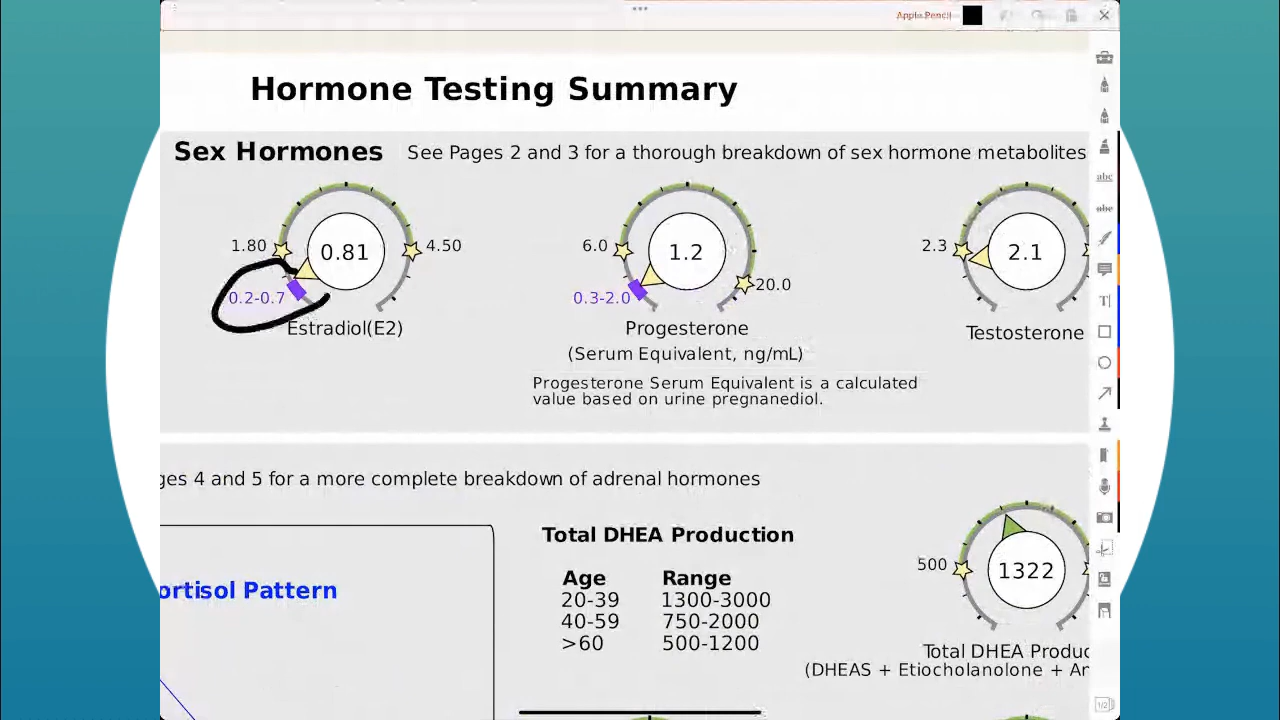 Apple Pencil
Hormone Testing Summary
Sex Hormones See Pages 2 and 3 for a thorough breakdown of sex hormone metabolites
1.80 0.81 4.50
0.2-0.7
Estradiol(E2)
6.0 1.2 20.0
0.3-2.0
Progesterone
(Serum Equivalent, ng/mL)
Progesterone Serum Equivalent is a calculated
value based on urine pregnanediol.
2.3 2.1
Testosterone
ges 4 and 5 for a more complete breakdown of adrenal hormones
ortisol Pattern
Total DHEA Production
Age Range
20-39 1300-3000
40-59 750-2000
>60 500-1200
500 1322
Total DHEA Produc
(DHEAS + Etiocholanolone + An
abc
abc
T
1/2